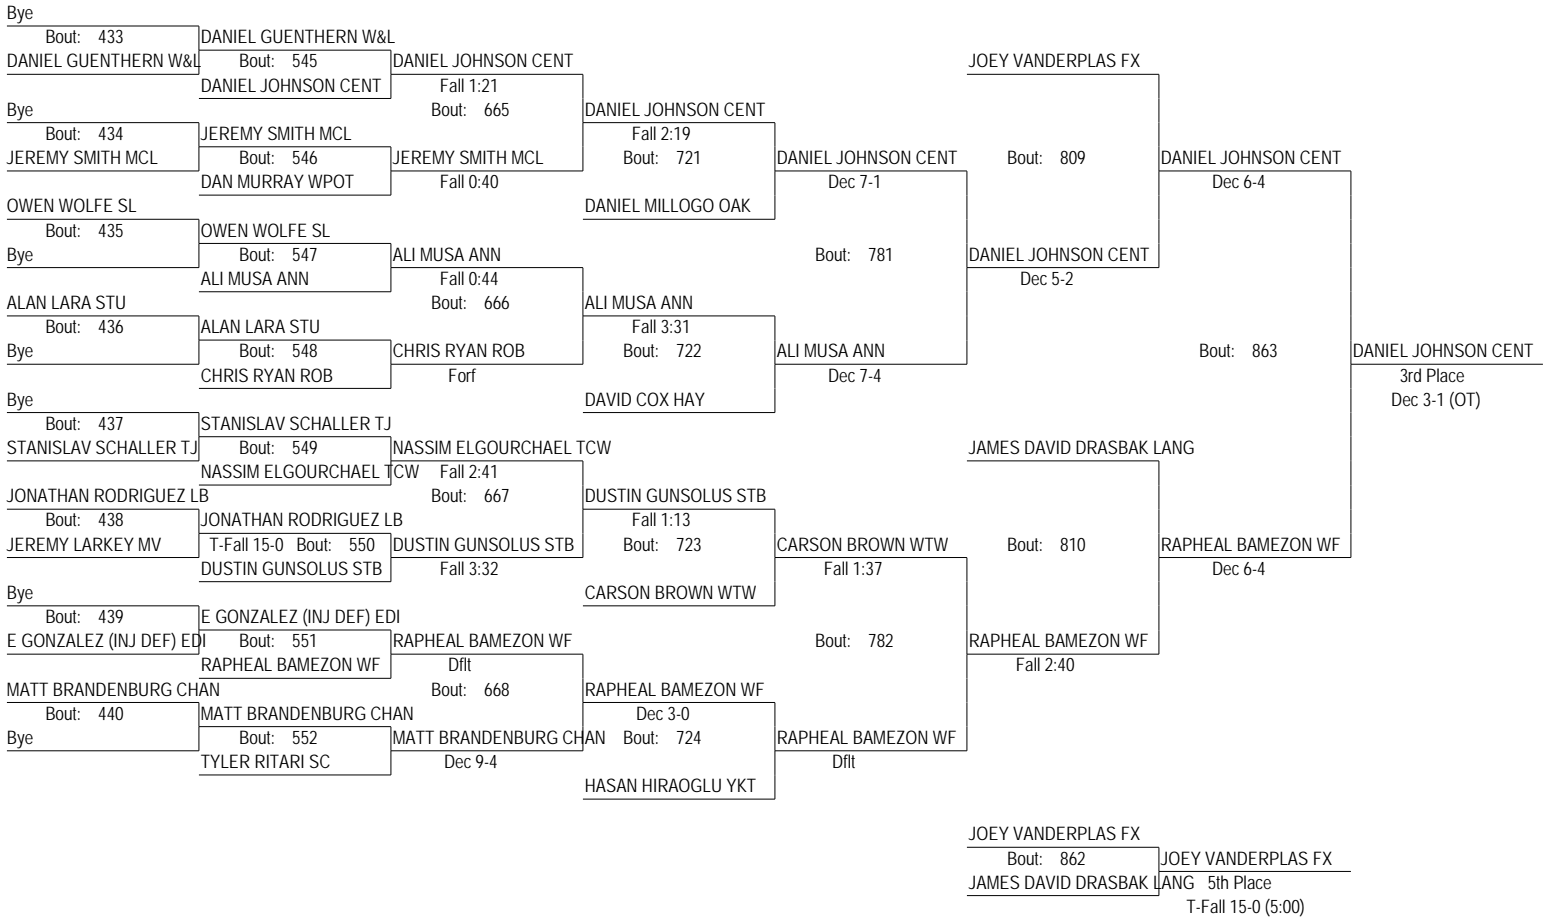 Bye
Bout: 433
DANIEL GUENTHERN W&L
Bye
Bout: 434
JEREMY SMITH MCL
OWEN WOLFE SL
Bout: 435
Bye
ALAN LARA STU
Bout: 436
Bye
Bye
Bout: 437
STANISLAV SCHALLER TJ
JONATHAN RODRIGUEZ LB
Bout: 438
JEREMY LARKEY MV
Bye
Bout: 439
E GONZALEZ (INJ DEF) EDI
MATT BRANDENBURG CHAN
Bout: 440
Bye
DANIEL GUENTHERN W&L
Bout: 545
DANIEL JOHNSON CENT
JEREMY SMITH MCL
Bout: 546
DAN MURRAY WPOT
OWEN WOLFE SL
Bout: 547
ALI MUSA ANN
ALAN LARA STU
Bout: 548
CHRIS RYAN ROB
STANISLAV SCHALLER TJ
Bout: 549
NASSIM ELGOURCHAEL TCW
JONATHAN RODRIGUEZ LB
T-Fall 15-0 Bout: 550
DUSTIN GUNSOLUS STB
E GONZALEZ (INJ DEF) EDI
Bout: 551
RAPHEAL BAMEZON WF
MATT BRANDENBURG CHAN
Bout: 552
TYLER RITARI SC
DANIEL JOHNSON CENT
Fall 1:21
Bout: 665
JEREMY SMITH MCL
Fall 0:40
ALI MUSA ANN
Fall 0:44
Bout: 666
CHRIS RYAN ROB
Forf
NASSIM ELGOURCHAEL TCW
Fall 2:41
Bout: 667
DUSTIN GUNSOLUS STB
Fall 3:32
RAPHEAL BAMEZON WF
Dflt
Bout: 668
MATT BRANDENBURG CHAN
Dec 9-4
DANIEL JOHNSON CENT
Fall 2:19
Bout: 721
DANIEL MILLOGO OAK
ALI MUSA ANN
Fall 3:31
Bout: 722
DAVID COX HAY
DUSTIN GUNSOLUS STB
Fall 1:13
Bout: 723
CARSON BROWN WTW
RAPHEAL BAMEZON WF
Dec 3-0
Bout: 724
HASAN HIRAOGLU YKT
DANIEL JOHNSON CENT
Dec 7-1
Bout: 781
ALI MUSA ANN
Dec 7-4
CARSON BROWN WTW
Fall 1:37
Bout: 782
RAPHEAL BAMEZON WF
Dflt
JOEY VANDERPLAS FX
Bout: 809
DANIEL JOHNSON CENT
Dec 5-2
JAMES DAVID DRASBAK LANG
Bout: 810
RAPHEAL BAMEZON WF
Fall 2:40
DANIEL JOHNSON CENT
Dec 6-4
Bout: 863
RAPHEAL BAMEZON WF
Dec 6-4
DANIEL JOHNSON CENT
3rd Place
Dec 3-1 (OT)
JOEY VANDERPLAS FX
Bout: 862
JAMES DAVID DRASBAK LANG
JOEY VANDERPLAS FX
5th Place
T-Fall 15-0 (5:00)